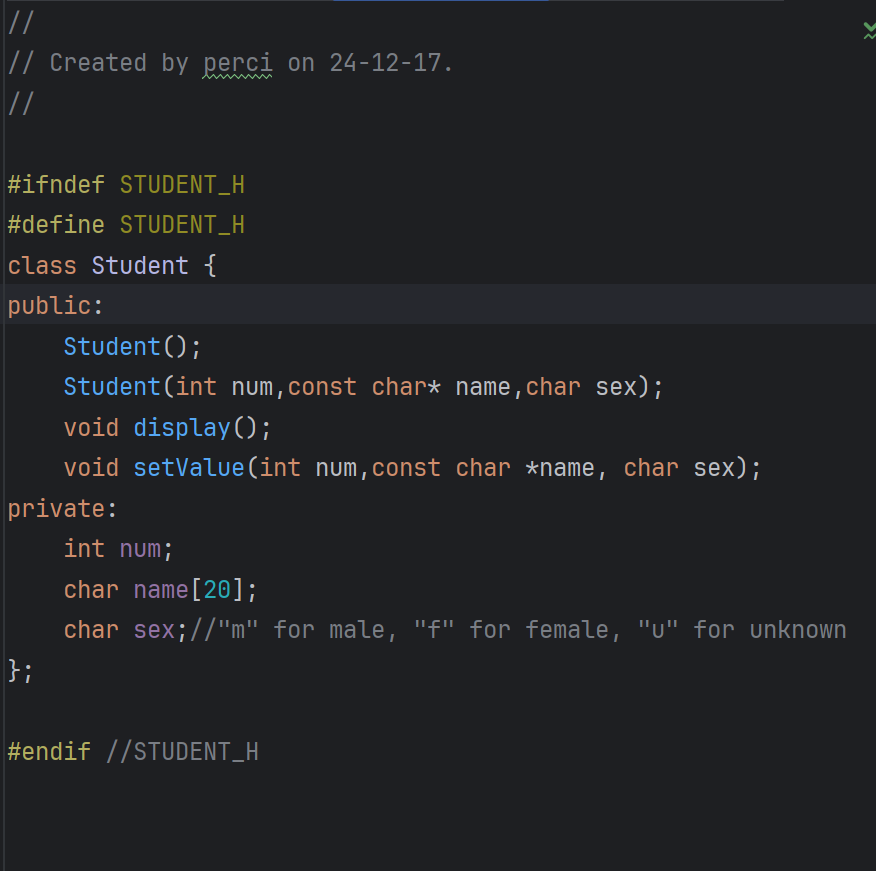 //
// Created by perci on 24-12-17.
//
#ifndef STUDENT_H
#define STUDENT_H
class Student {
public:
    Student();
    Student(int num,const char* name,char sex);
    void display();
    void setValue(int num,const char *name, char sex);
private:
    int num;
    char name[20];
    char sex;//"m" for male, "f" for female, "u" for unknown
};
#endif //STUDENT_H